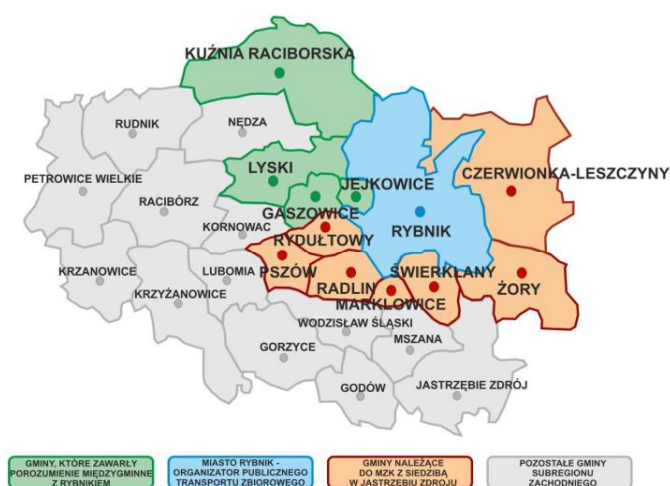 KUŹNIA RACIBORSKA
RUDNIK
NĘDZA
PETROWICE WIELKIE
LYSKI
JEJKOWICE
CZERWIONKA-LESZCZYNY
RACIBÓRZ
GASZOWICE
KORNOWAC
RYDUŁTOWY
RYBNIK
KRZANOWICE
LUBOMIA
PSZÓW
ŚWIERKLANY
KRZYŻANOWICE
RADLIN
ŻORY
MARKLOWICE
WODZISŁAW ŚLĄSKI
MSZANA
GORZYCE
GODÓW
JASTRZĘBIE ZDRÓJ
GMINY, KTÓRE ZAWARŁY
POROZUMIENIE MIĘDZYGMINNE
Z RYBNIKIEM
MIASTO RYBNIK -
ORGANIZATOR PUBLICZNEGO
TRANSPORTU ZBIOROWEGO
GMINY NALEŻĄCE
DO MZK Z SIEDZIBĄ
W JASTRZĘBIU ZDROJU
POZOSTAŁE GMINY
SUBREGIONU
ZACHODNIEGO